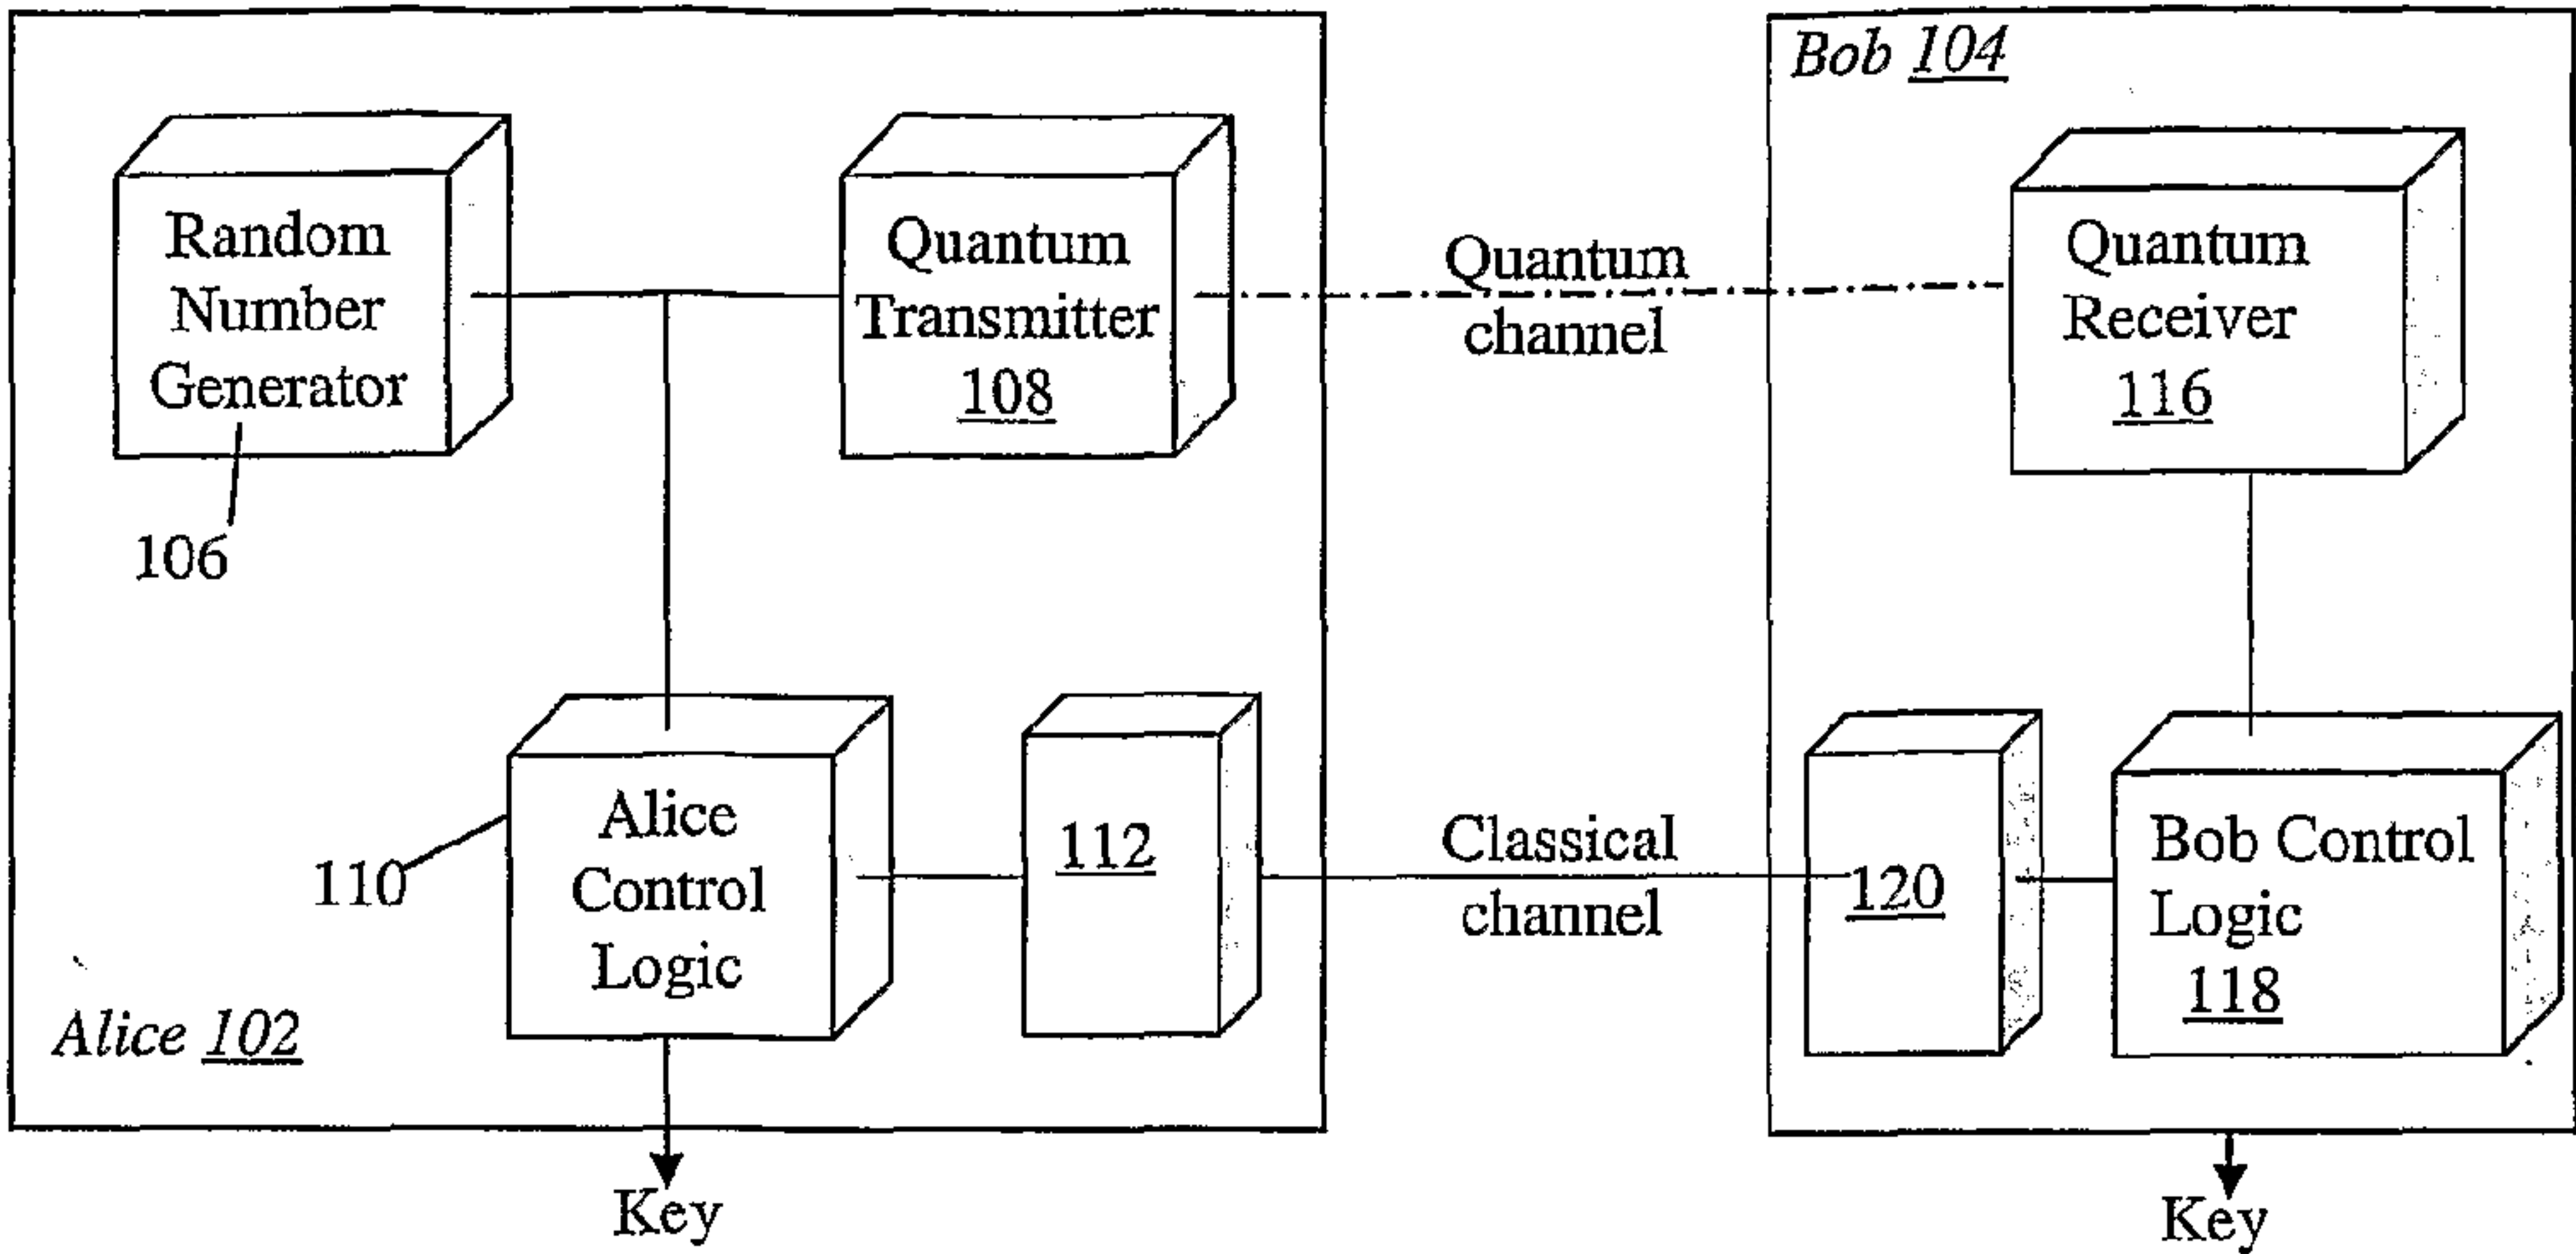 Bob 104
Random
Number
Generator
106
Quantum
Transmitter
108
Quantum
channel
Quantum
Receiver
116
110
Alice
Control
Logic
112
Classical
channel
120
Bob Control
Logic
118
Alice 102
Key
Key